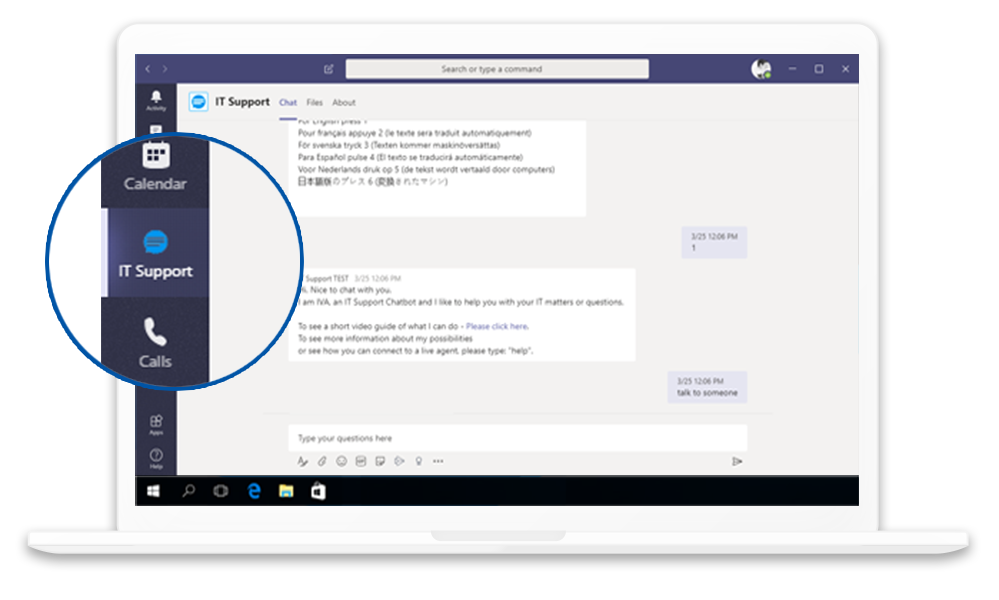 Search or type a command
Activity
IT Support Chat Files About
For English press 1
Pour français appuye 2 (le texte sera traduit automatiquement)
För svenska tryck 3 (Texten kommer maskinöversättas)
Para Español pulse 4 (El texto se traducirá automáticamente)
Voor Nederlands druk op 5 (de tekst wordt vertaald door computers)
日本語版のプレス 6 (変換されたマシン)
Calendar
IT Support
Calls
3/25 12:06 PM
1
Support TEST 3/25 12:06 PM
Hi. Nice to chat with you.
I am IVA, an IT Support Chatbot and I like to help you with your IT matters or questions.
To see a short video guide of what I can do - Please click here.
To see more information about my possibilities
or see how you can connect to a live agent, please type: "help".
3/25 12:06 PM
talk to someone
Type your questions here
Apps
Help